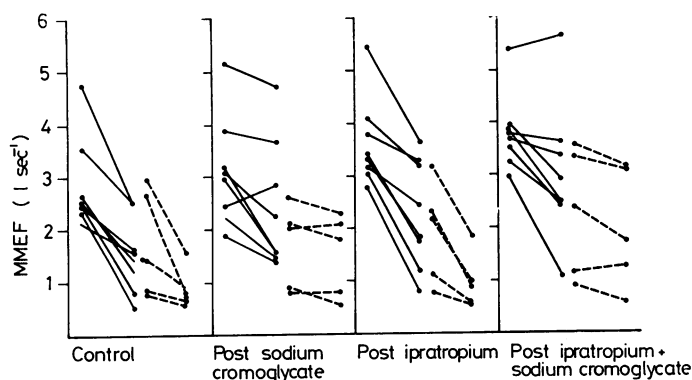 6
5
4
3
2
1
MMEF ( l sec⁻¹)
Control
Post sodium
cromoglycate
Post ipratropium
Post ipratropium +
sodium cromoglycate